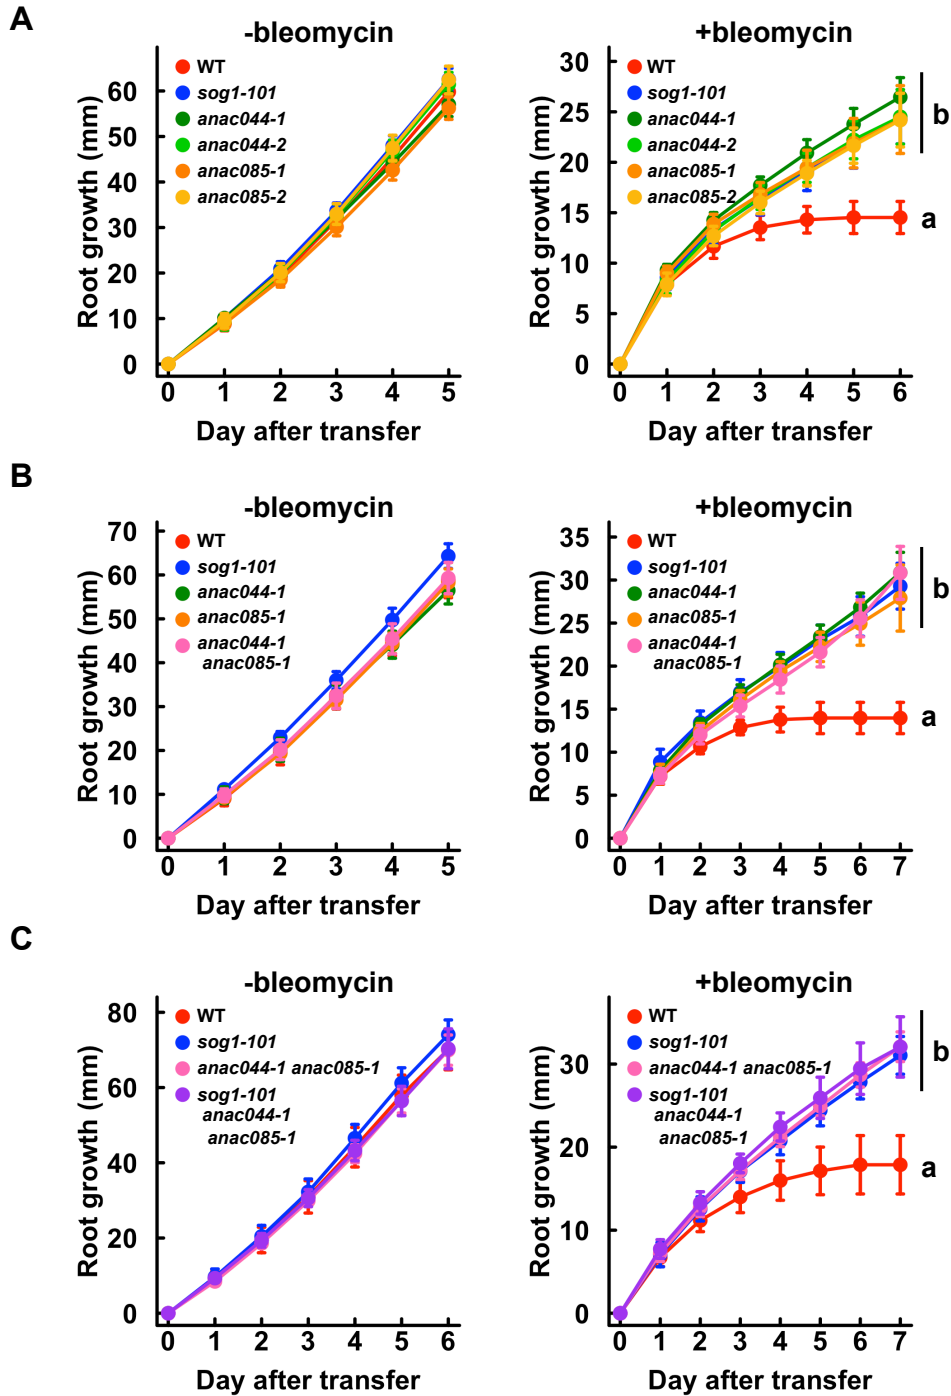 A
-bleomycin
Root growth (mm)
60
50
40
30
20
10
0
WT
sog1-101
anac044-1
anac044-2
anac085-1
anac085-2
0 1 2 3 4 5
Day after transfer
+bleomycin
Root growth (mm)
30
25
20
15
10
5
0
WT
sog1-101
anac044-1
anac044-2
anac085-1
anac085-2
b
a
0 1 2 3 4 5 6
Day after transfer
B
-bleomycin
Root growth (mm)
70
60
50
40
30
20
10
0
WT
sog1-101
anac044-1
anac085-1
anac044-1
anac085-1
0 1 2 3 4 5
Day after transfer
+bleomycin
Root growth (mm)
35
30
25
20
15
10
5
0
WT
sog1-101
anac044-1
anac085-1
anac044-1
anac085-1
b
a
0 1 2 3 4 5 6 7
Day after transfer
C
-bleomycin
Root growth (mm)
80
60
40
20
0
WT
sog1-101
anac044-1 anac085-1
sog1-101
anac044-1
anac085-1
0 1 2 3 4 5 6
Day after transfer
+bleomycin
Root growth (mm)
30
20
10
0
WT
sog1-101
anac044-1 anac085-1
sog1-101
anac044-1
anac085-1
b
a
0 1 2 3 4 5 6 7
Day after transfer